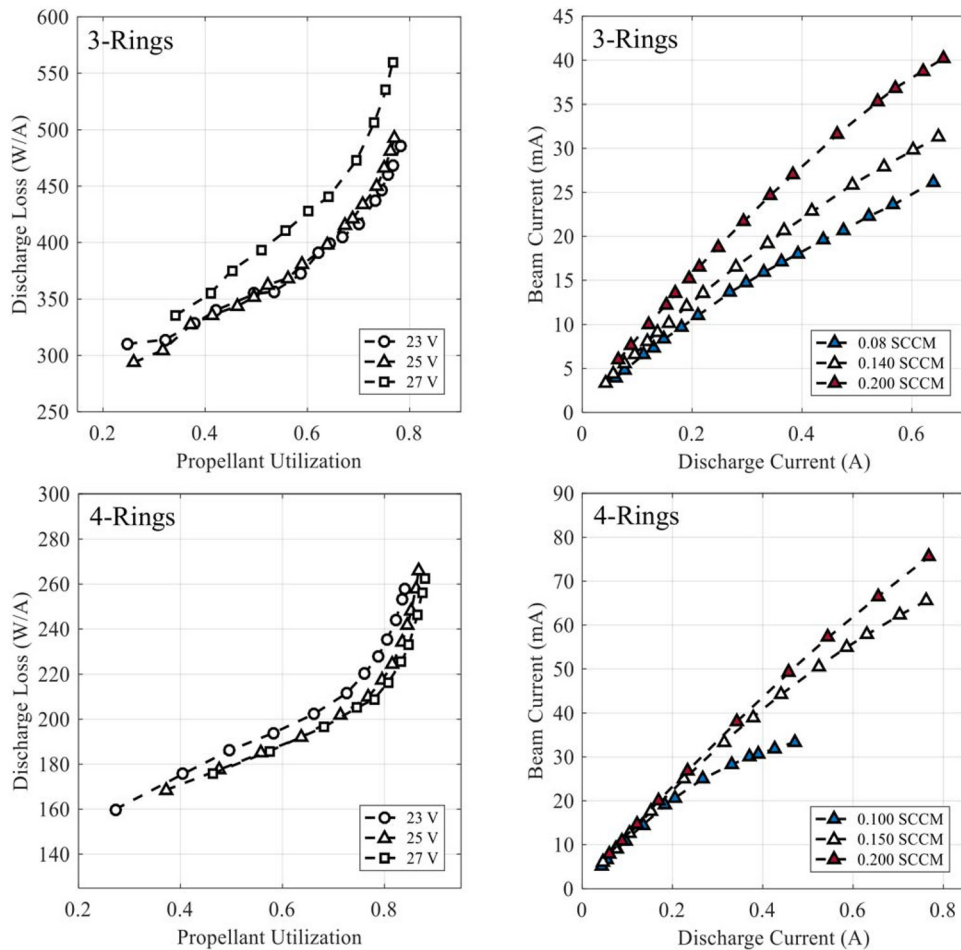 3-Rings
Discharge Loss (W/A)
600
550
500
450
400
350
300
250
0.2
0.4
0.6
0.8
Propellant Utilization
23 V
25 V
27 V
3-Rings
Beam Current (mA)
45
40
35
30
25
20
15
10
5
0
0
0.2
0.4
0.6
Discharge Current (A)
0.08 SCCM
0.140 SCCM
0.200 SCCM
4-Rings
Discharge Loss (W/A)
300
280
260
240
220
200
180
160
140
0.2
0.4
0.6
0.8
Propellant Utilization
23 V
25 V
27 V
4-Rings
Beam Current (mA)
90
80
70
60
50
40
30
20
10
0
0
0.2
0.4
0.6
0.8
Discharge Current (A)
0.100 SCCM
0.150 SCCM
0.200 SCCM